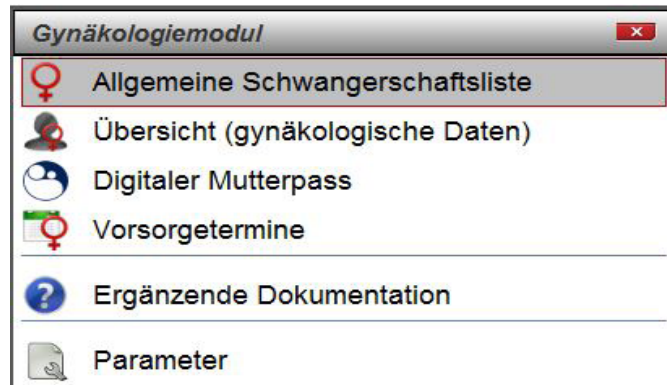 Gynäkologiemodul
Allgemeine Schwangerschaftsliste
Übersicht (gynäkologische Daten)
Digitaler Mutterpass
Vorsorgetermine
Ergänzende Dokumentation
Parameter